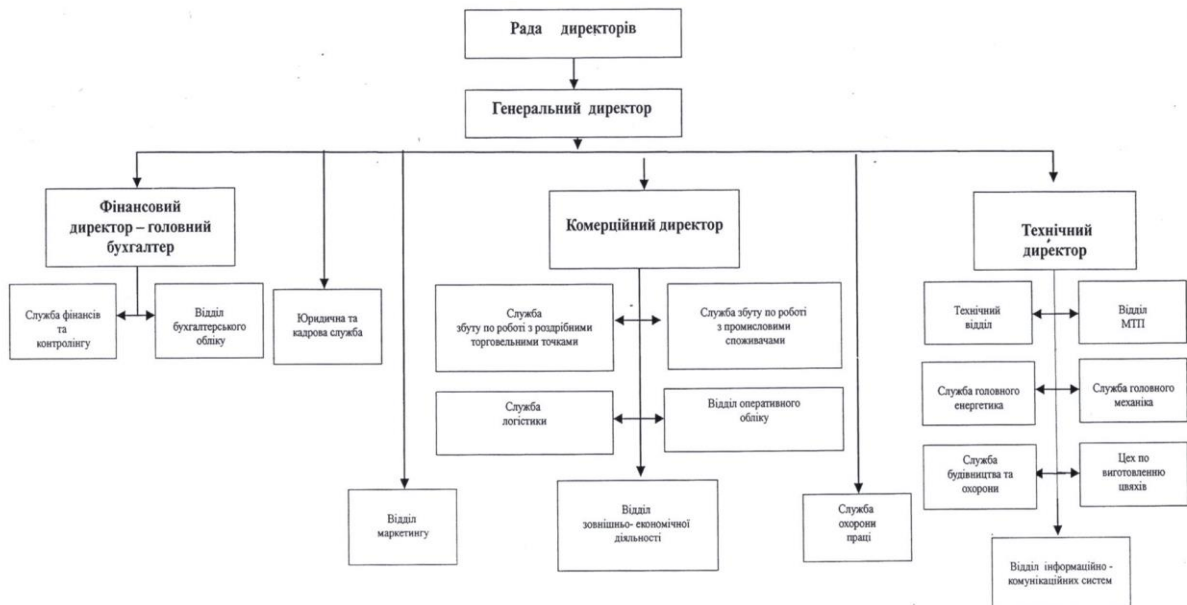 Рада директорів
Генеральний директор
Фінансовий
директор – головний
бухгалтер
Комерційний директор
Технічний
директор
Служба фінансів
та
контролінгу
Відділ
бухгалтерського
обліку
Юридична та
кадрова служба
Служба
збуту по роботі з роздрібними
торговельними точками
Служба збуту по роботі
з промисловими
споживачами
Технічний
відділ
Відділ
МТП
Служба
логістики
Відділ оперативного
обліку
Служба головного
енергетика
Служба головного
механіка
Служба
будівництва та
охорони
Цех по
виготовленню
цвяхів
Відділ
маркетингу
Відділ
зовнішньо- економічної
діяльності
Служба
охорони
праці
Відділ інформаційно -
комунікаційних систем